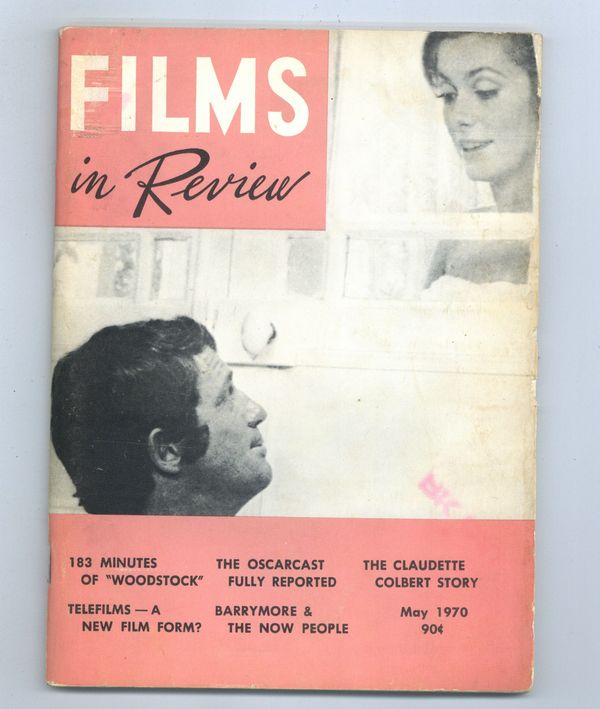 FILMS
in Review
183 MINUTES
OF "WOODSTOCK"
THE OSCARCAST
FULLY REPORTED
THE CLAUDETTE
COLBERT STORY
TELEFILMS — A
NEW FILM FORM?
BARRYMORE &
THE NOW PEOPLE
May 1970
90¢